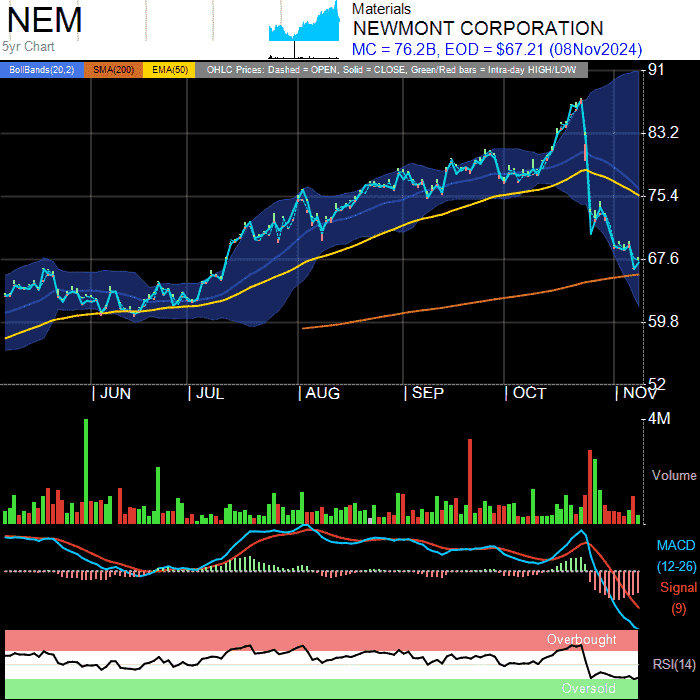 NEM
5yr Chart
Materials
NEWMONT CORPORATION
MC = 76.2B, EOD = $67.21 (08Nov2024)
BollBands(20,2) SMA(200) EMA(50) OHLC Prices: Dashed = OPEN, Solid = CLOSE, Green/Red bars = Intra-day HIGH/LOW
91
83.2
75.4
67.6
59.8
52
JUN JUL AUG SEP OCT NOV
4M
Volume
MACD
(12-26)
Signal
(9)
Overbought
RSI(14)
Oversold